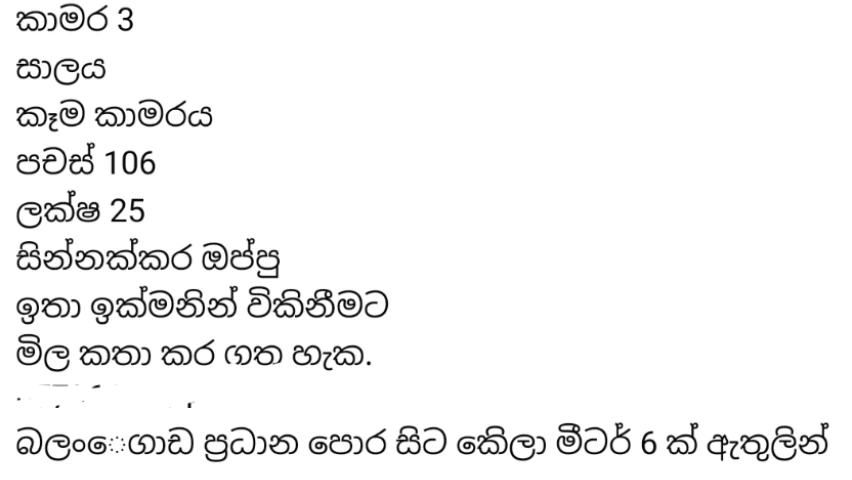 කාමර 3
සාලය
කෑම කාමරය
පචස් 106
ලක්ෂ 25
සින්නක්කර ඔප්පු
ඉතා ඉක්මනින් විකිනීමට
මිල කතා කර ගත හැක.
බලංෙගාඩ ප්‍රධාන පොර සිට කෙිලා මීටර් 6 ක් ඇතුලින්